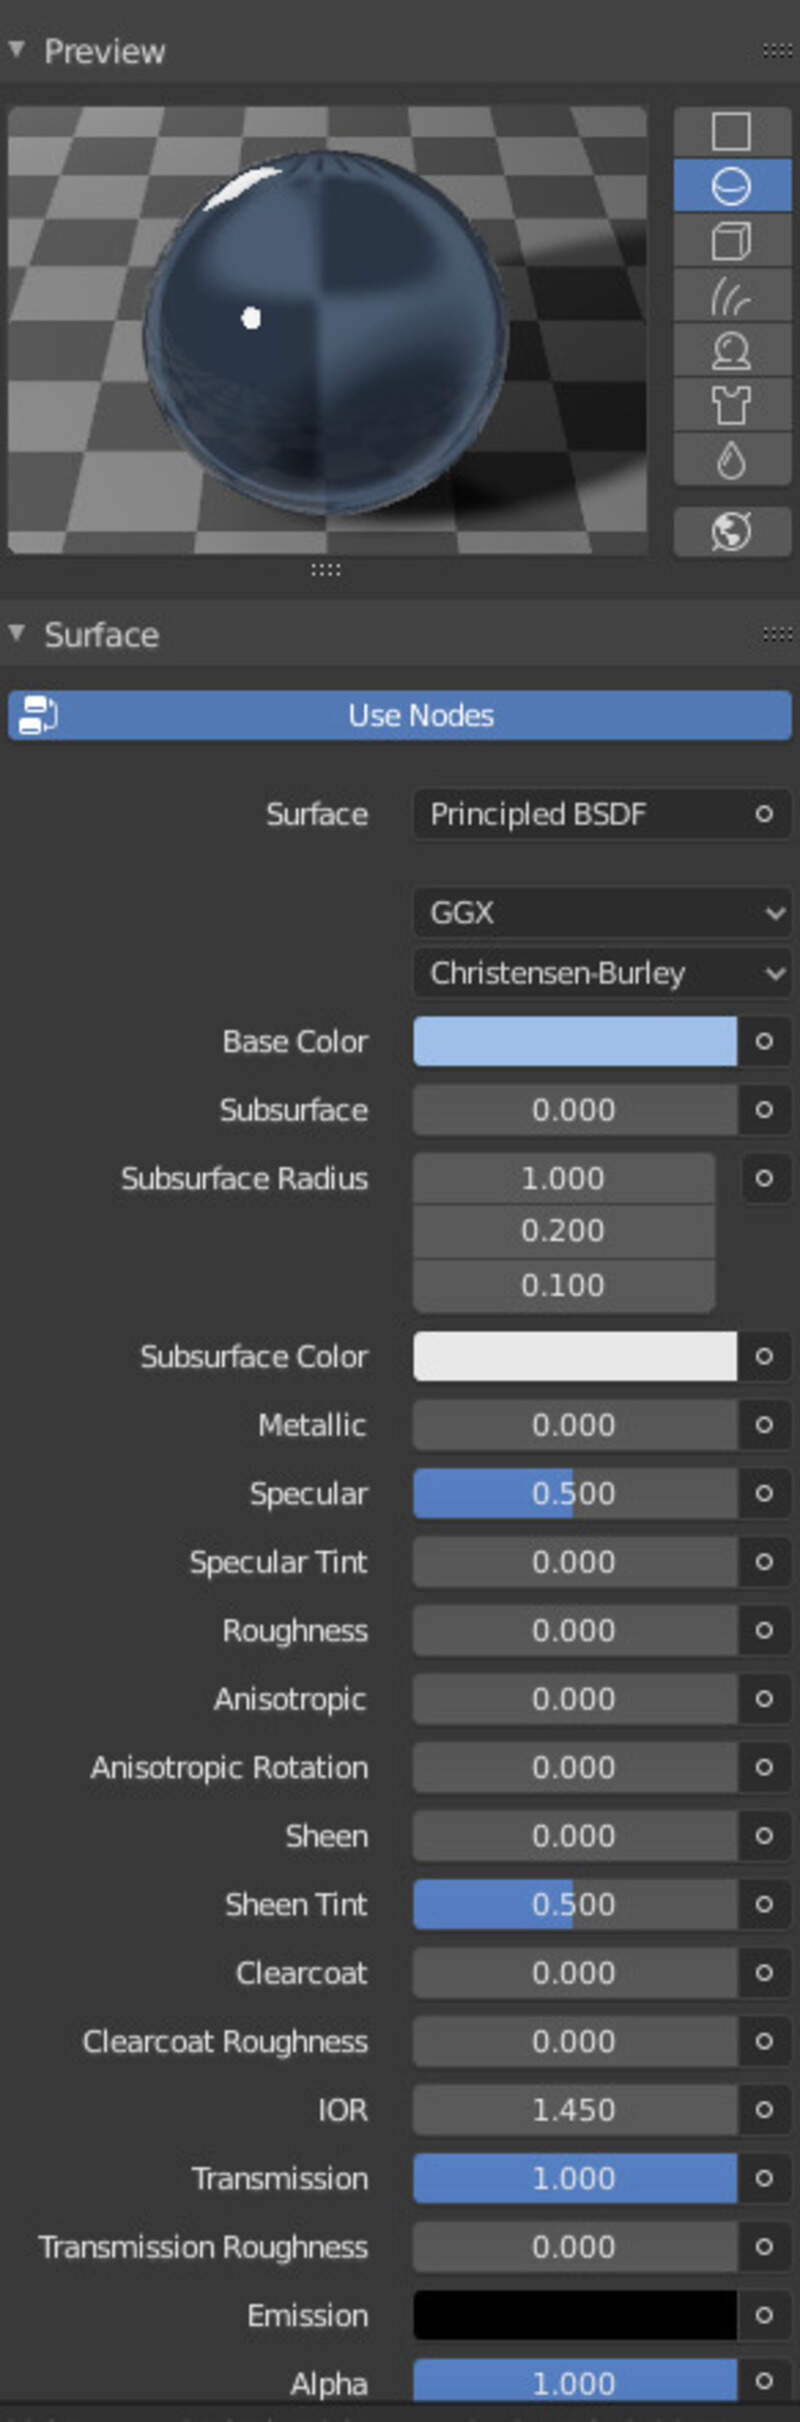 Preview
Surface
Use Nodes
Surface Principled BSDF
GGX
Christensen-Burley
Base Color
Subsurface 0.000
Subsurface Radius 1.000
0.200
0.100
Subsurface Color
Metallic 0.000
Specular 0.500
Specular Tint 0.000
Roughness 0.000
Anisotropic 0.000
Anisotropic Rotation 0.000
Sheen 0.000
Sheen Tint 0.500
Clearcoat 0.000
Clearcoat Roughness 0.000
IOR 1.450
Transmission 1.000
Transmission Roughness 0.000
Emission
Alpha 1.000